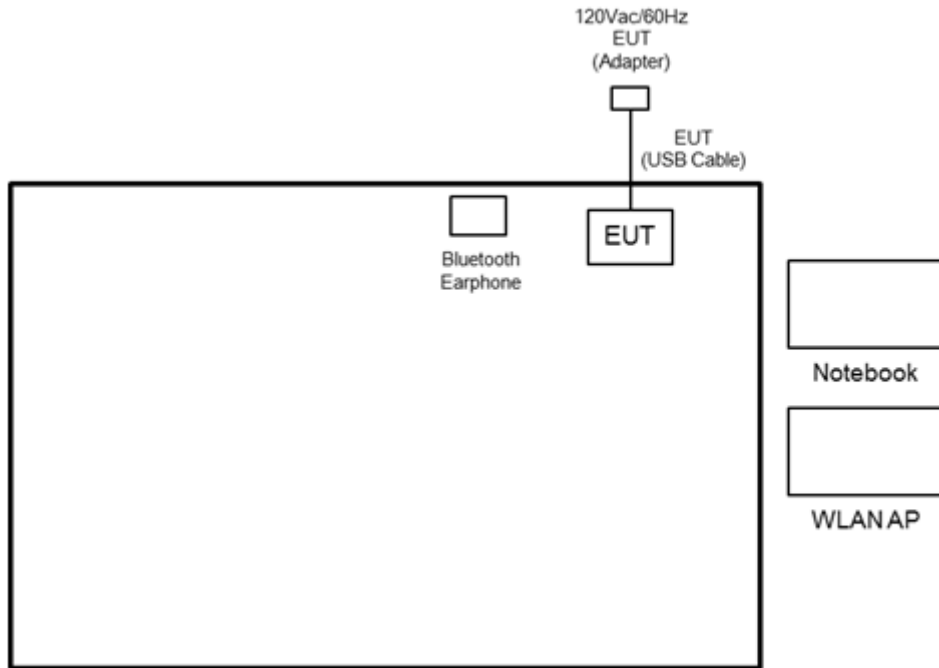 120Vac/60Hz
EUT
(Adapter)
EUT
(USB Cable)
EUT
Bluetooth
Earphone
Notebook
WLAN AP